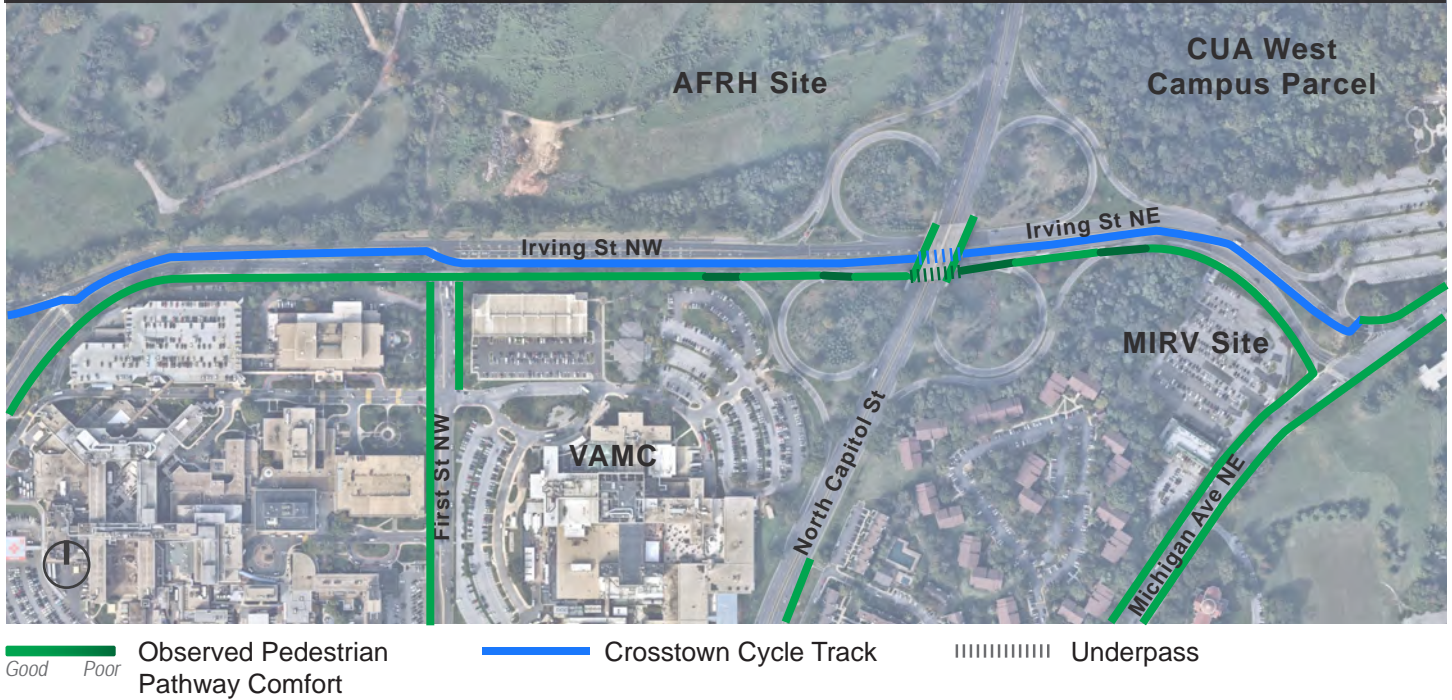 CUA West
Campus Parcel
AFRH Site
Irving St NE
Irving St NW
MIRV Site
First St NW
VAMC
North Capitol St
Michigan Ave NE
Good Poor
Observed Pedestrian
Pathway Comfort
Crosstown Cycle Track
Underpass